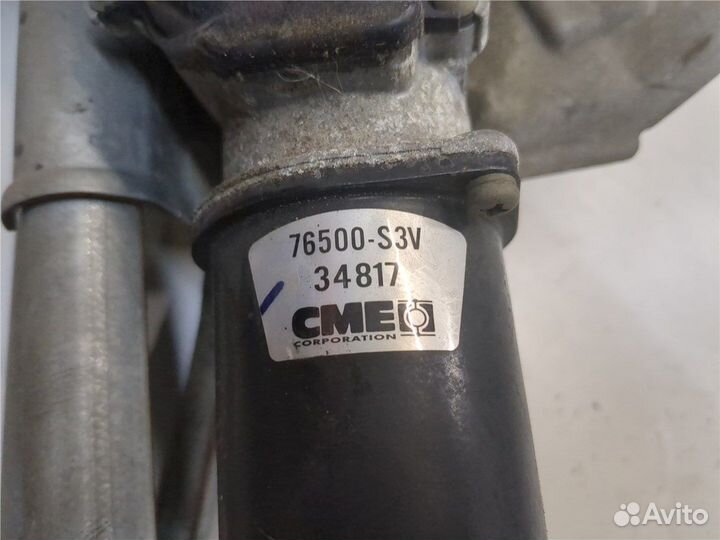 76500-S3V
34817
CME
CORPORATION
Avito